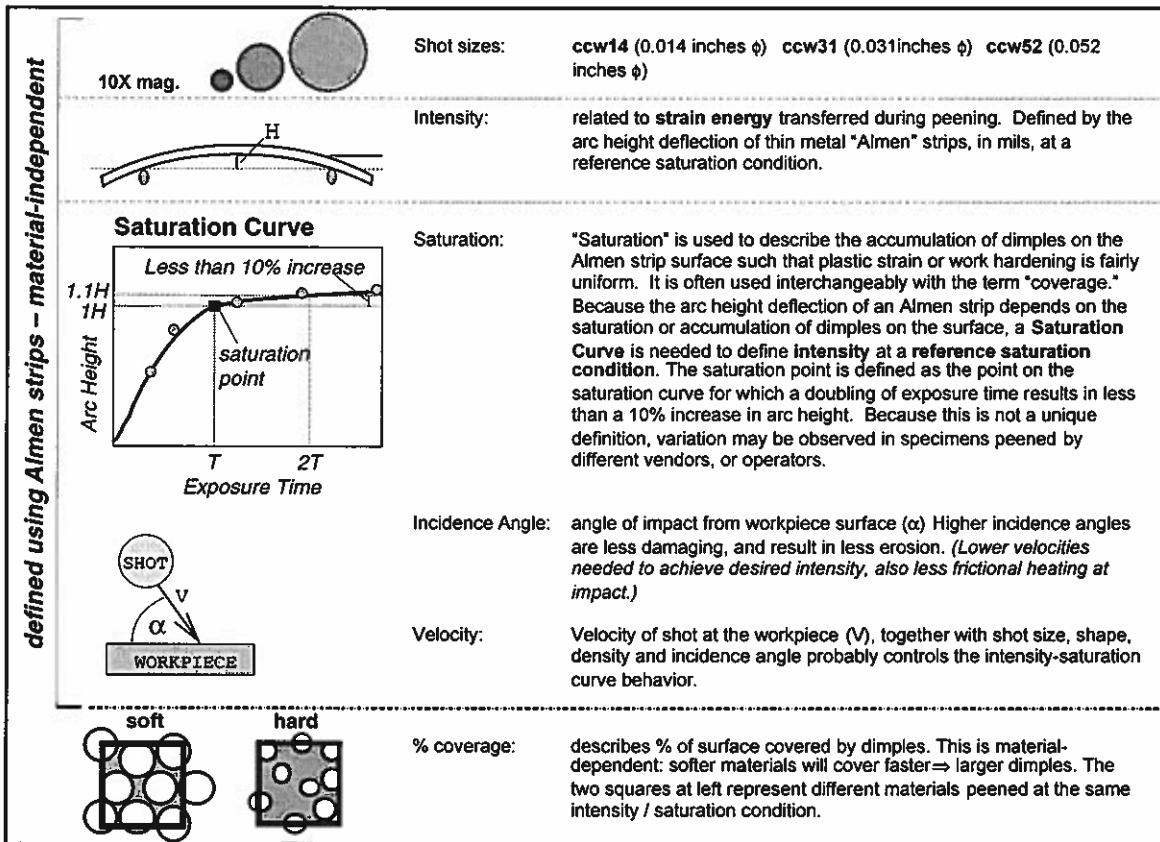 defined using Almen strips – material-independent
10X mag.
Shot sizes: ccw14 (0.014 inches ϕ) ccw31 (0.031inches ϕ) ccw52 (0.052
inches ϕ)
H
Intensity: related to strain energy transferred during peening. Defined by the
arc height deflection of thin metal "Almen" strips, in mils, at a
reference saturation condition.
Saturation Curve
Less than 10% increase
1.1H
1H
saturation
point
Arc Height
T 2T
Exposure Time
Saturation: "Saturation" is used to describe the accumulation of dimples on the
Almen strip surface such that plastic strain or work hardening is fairly
uniform. It is often used interchangeably with the term "coverage."
Because the arc height deflection of an Almen strip depends on the
saturation or accumulation of dimples on the surface, a Saturation
Curve is needed to define intensity at a reference saturation
condition. The saturation point is defined as the point on the
saturation curve for which a doubling of exposure time results in less
than a 10% increase in arc height. Because this is not a unique
definition, variation may be observed in specimens peened by
different vendors, or operators.
SHOT
V
α
WORKPIECE
Incidence Angle: angle of impact from workpiece surface (α) Higher incidence angles
are less damaging, and result in less erosion. (Lower velocities
needed to achieve desired intensity, also less frictional heating at
impact.)
Velocity: Velocity of shot at the workpiece (V), together with shot size, shape,
density and incidence angle probably controls the intensity-saturation
curve behavior.
soft hard
% coverage: describes % of surface covered by dimples. This is material-
dependent: softer materials will cover faster⇒ larger dimples. The
two squares at left represent different materials peened at the same
intensity / saturation condition.